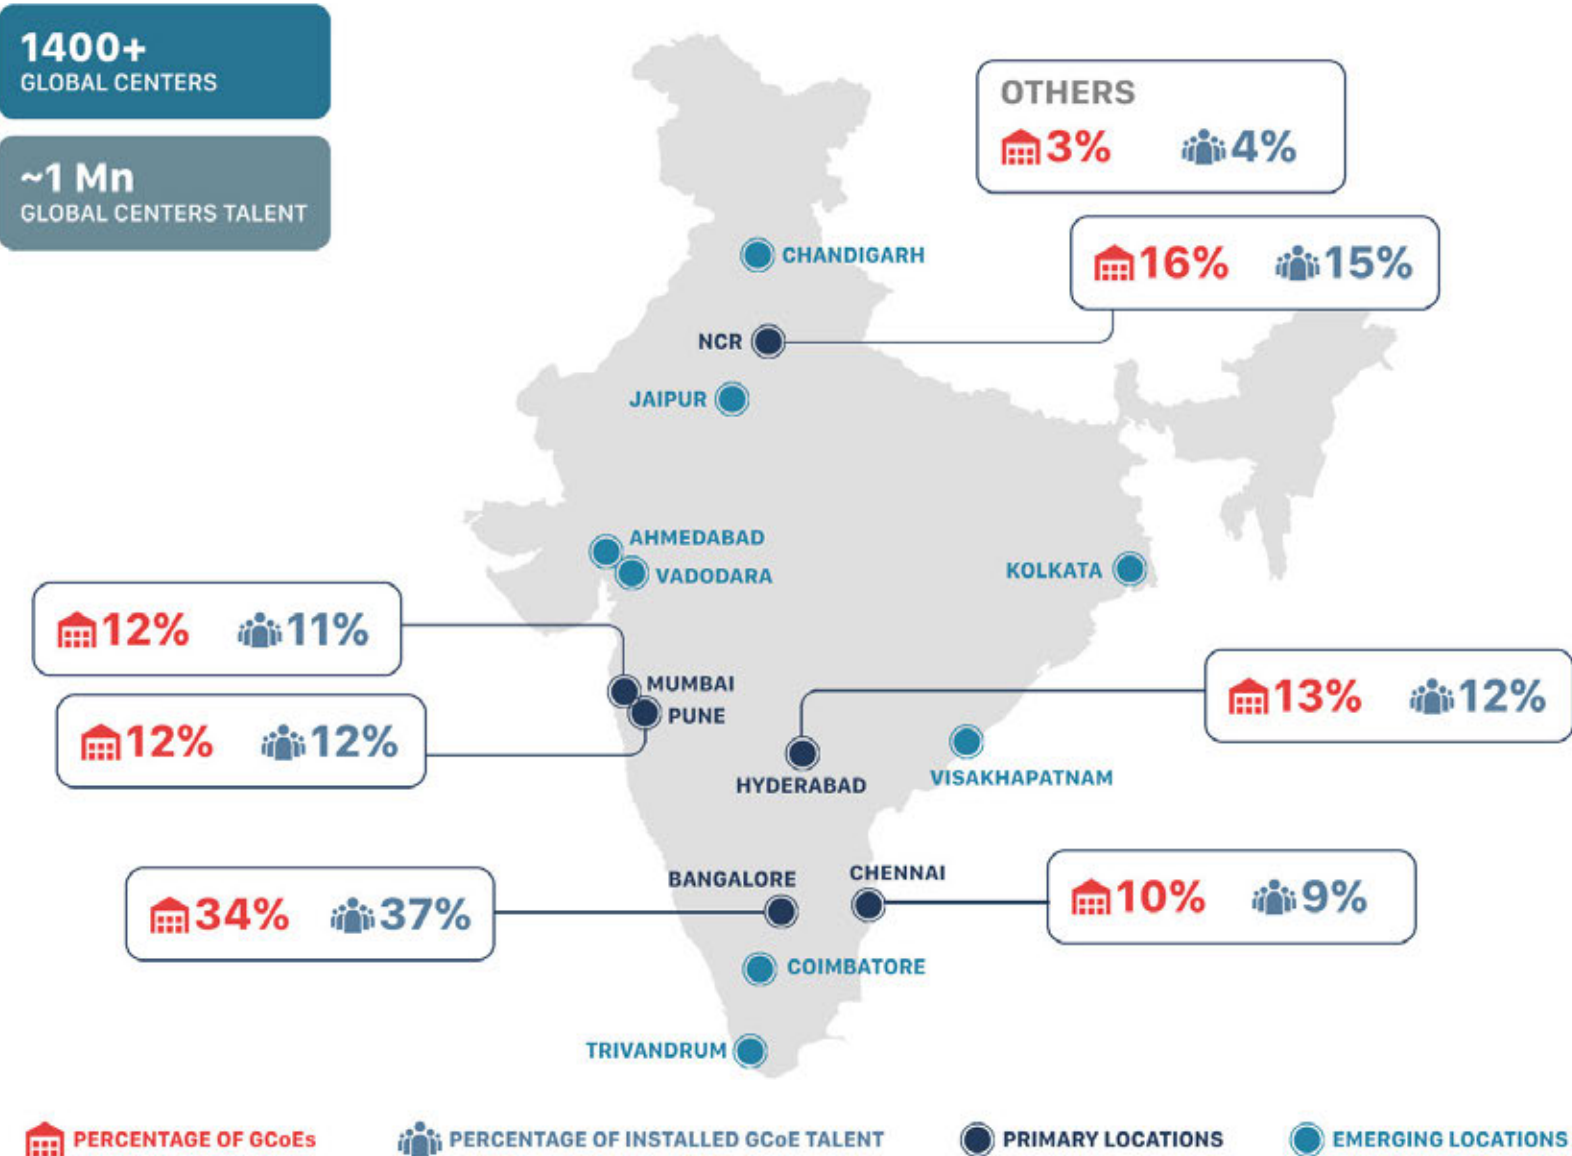 1400+
GLOBAL CENTERS
~1 Mn
GLOBAL CENTERS TALENT
OTHERS
3% 4%
16% 15%
CHANDIGARH
NCR
JAIPUR
AHMEDABAD
VADODARA
KOLKATA
12% 11%
MUMBAI
PUNE
12% 12%
13% 12%
HYDERABAD
VISAKHAPATNAM
BANGALORE
CHENNAI
34% 37%
10% 9%
COIMBATORE
TRIVANDRUM
PERCENTAGE OF GCoEs
PERCENTAGE OF INSTALLED GCoE TALENT
PRIMARY LOCATIONS
EMERGING LOCATIONS